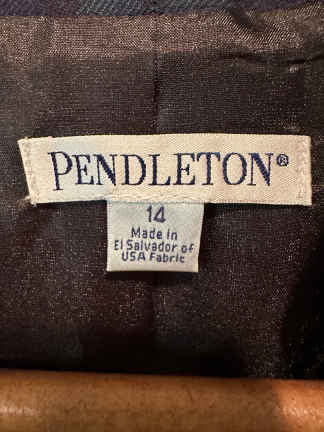 PENDLETON®
14
Made in
El Salvador of
USA Fabric